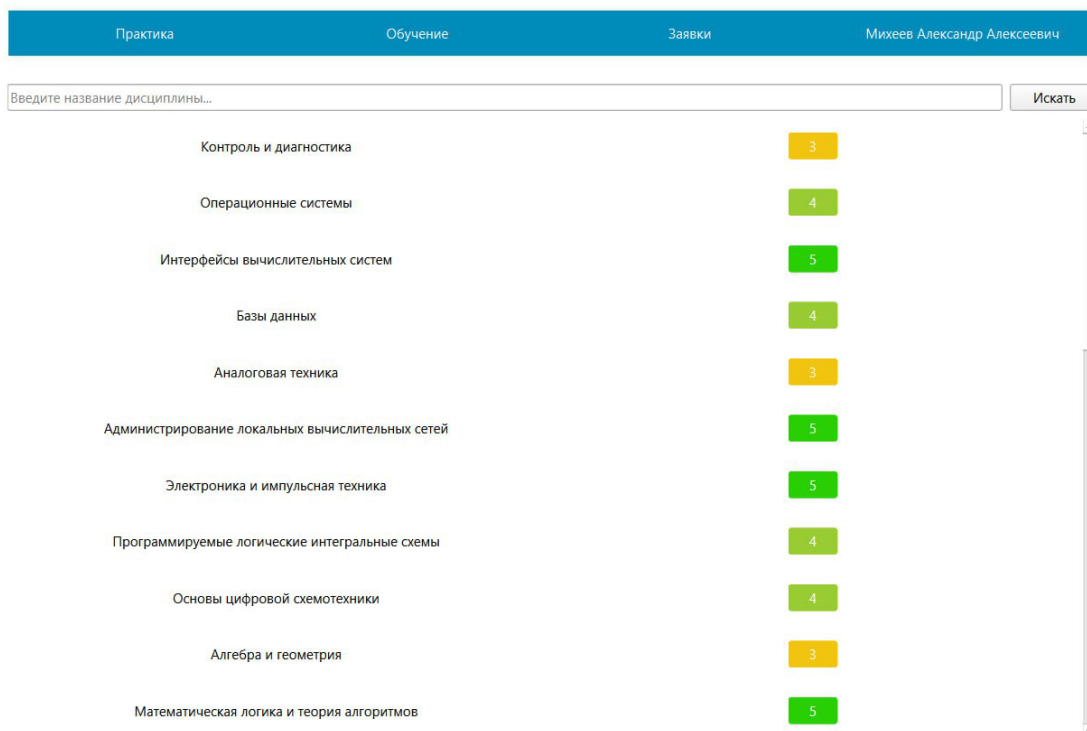 Практика Обучение Заявки Михеев Александр Алексеевич
Введите название дисциплины... Искать
Контроль и диагностика 3
Операционные системы 4
Интерфейсы вычислительных систем 5
Базы данных 4
Аналоговая техника 3
Администрирование локальных вычислительных сетей 5
Электроника и импульсная техника 5
Программируемые логические интегральные схемы 4
Основы цифровой схемотехники 4
Алгебра и геометрия 3
Математическая логика и теория алгоритмов 5